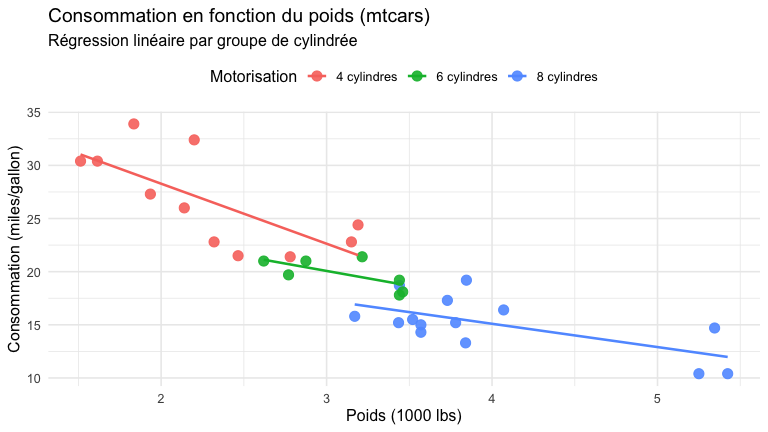 Consommation en fonction du poids (mtcars)
Régression linéaire par groupe de cylindrée
Motorisation 4 cylindres 6 cylindres 8 cylindres
Consommation (miles/gallon)
35
30
25
20
15
10
2 3 4 5
Poids (1000 lbs)